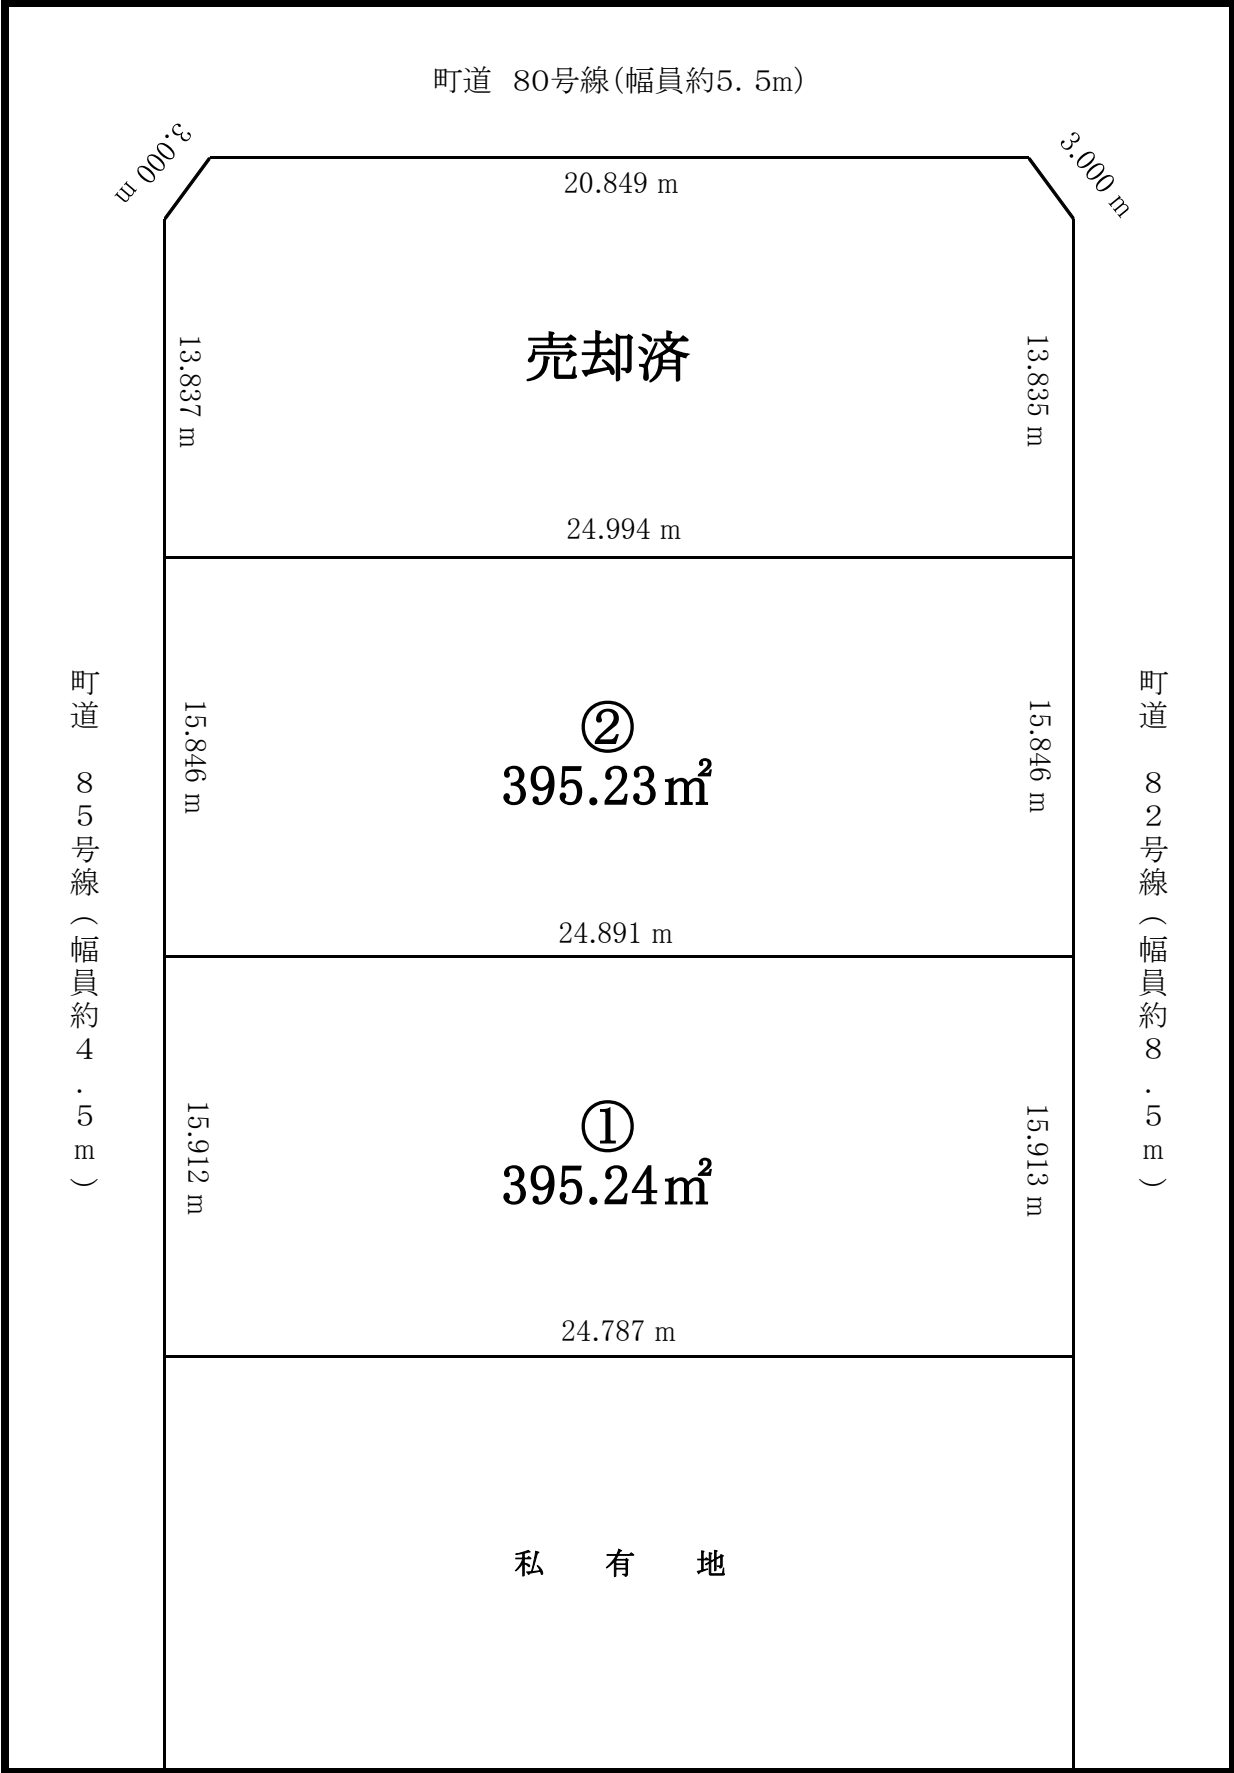 町道　80号線(幅員約5．5m)
3.000 m
3.000 m
20.849 m
売却済
13.837 m
13.835 m
24.994 m
町道　85号線（幅員約4．5m）
町道　82号線（幅員約8．5m）
15.846 m
15.846 m
②
395.23㎡
24.891 m
15.912 m
15.913 m
①
395.24㎡
24.787 m
私　有　地